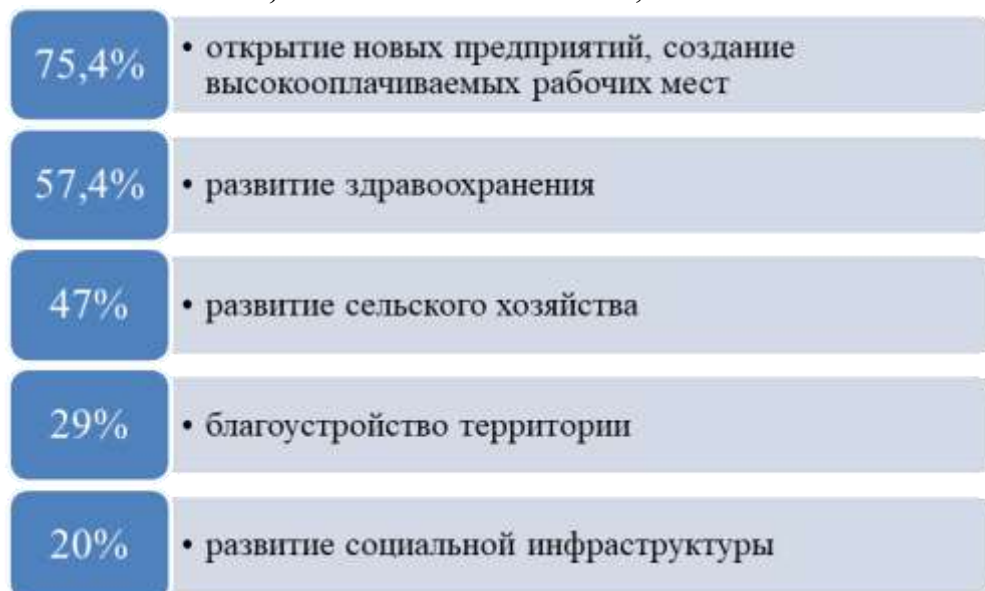 75,4%
• открытие новых предприятий, создание
высокооплачиваемых рабочих мест
57,4%
• развитие здравоохранения
47%
• развитие сельского хозяйства
29%
• благоустройство территории
20%
• развитие социальной инфраструктуры